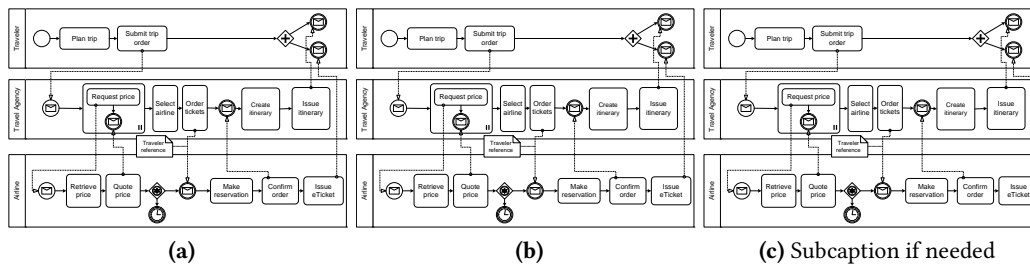 Traveler
Plan trip
Submit trip
order
Travel Agency
Request price
Select
airline
Order
tickets
Create
itinerary
Issue
itinerary
Traveler
reference
Airline
Retrieve
price
Quote
price
Make
reservation
Confirm
order
Issue
eTicket
(a)
Traveler
Plan trip
Submit trip
order
Travel Agency
Request price
Select
airline
Order
tickets
Create
itinerary
Issue
itinerary
Traveler
reference
Airline
Retrieve
price
Quote
price
Make
reservation
Confirm
order
Issue
eTicket
(b)
Traveler
Plan trip
Submit trip
order
Travel Agency
Request price
Select
airline
Order
tickets
Create
itinerary
Issue
itinerary
Traveler
reference
Airline
Retrieve
price
Quote
price
Make
reservation
Confirm
order
Issue
eTicket
(c) Subcaption if needed